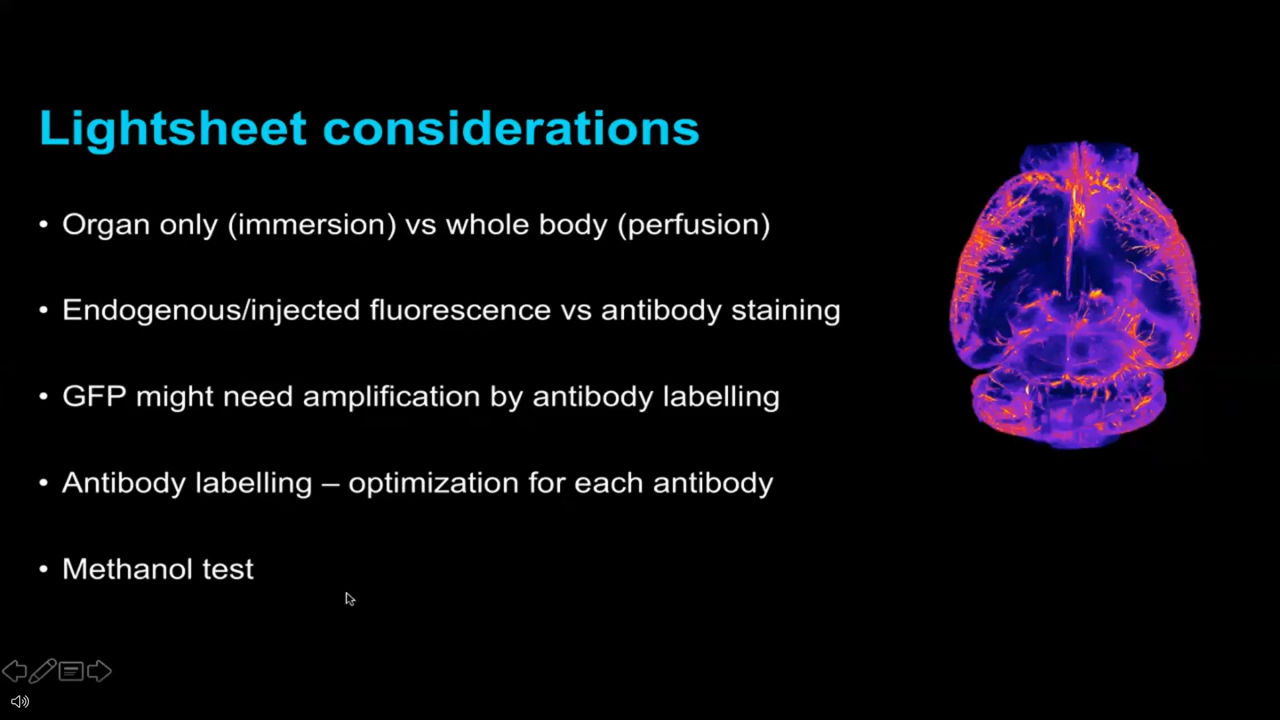 Lightsheet considerations
• Organ only (immersion) vs whole body (perfusion)
• Endogenous/injected fluorescence vs antibody staining
• GFP might need amplification by antibody labelling
• Antibody labelling – optimization for each antibody
• Methanol test